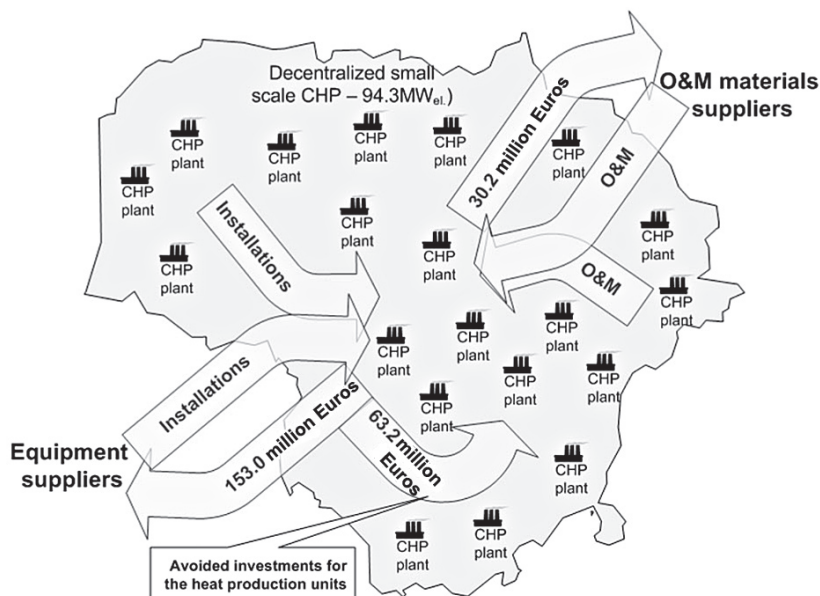 Decentralized small
scale CHP – 94.3MWel.)
O&M materials
suppliers
30.2 million Euros
CHP
plant
CHP
plant
CHP
plant
CHP
plant
CHP
plant
O&M
CHP
plant
Installations
CHP
plant
CHP
plant
CHP
plant
CHP
plant
O&M
CHP
plant
CHP
plant
CHP
plant
CHP
plant
CHP
plant
CHP
plant
Installations
CHP
plant
Equipment
suppliers
153.0 million Euros
63.2 million
Euros
CHP
plant
CHP
plant
CHP
plant
Avoided investments for
the heat production units